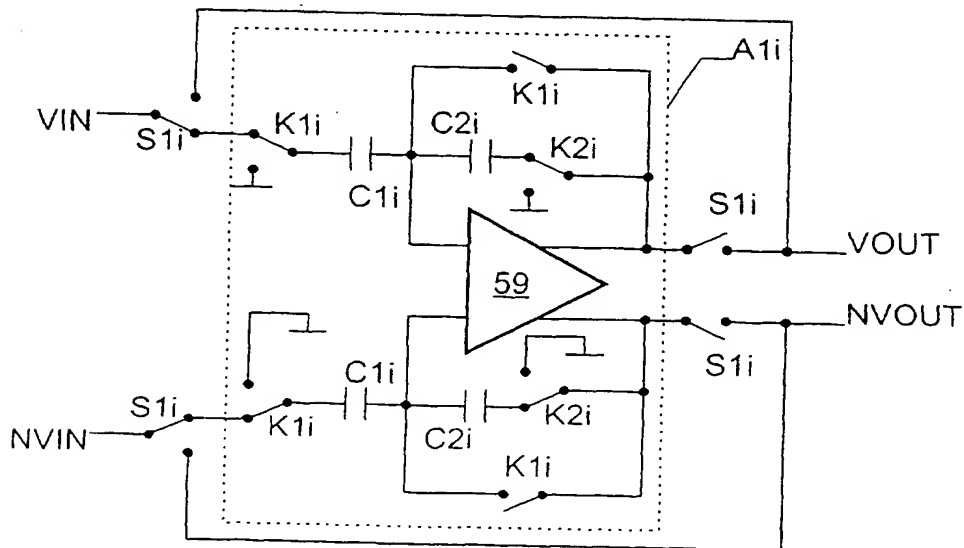 A1i
K1i
VIN
S1i
K1i
C2i
K2i
C1i
S1i
VOUT
59
NVOUT
S1i
C1i
S1i
K1i
C2i
K2i
NVIN
K1i